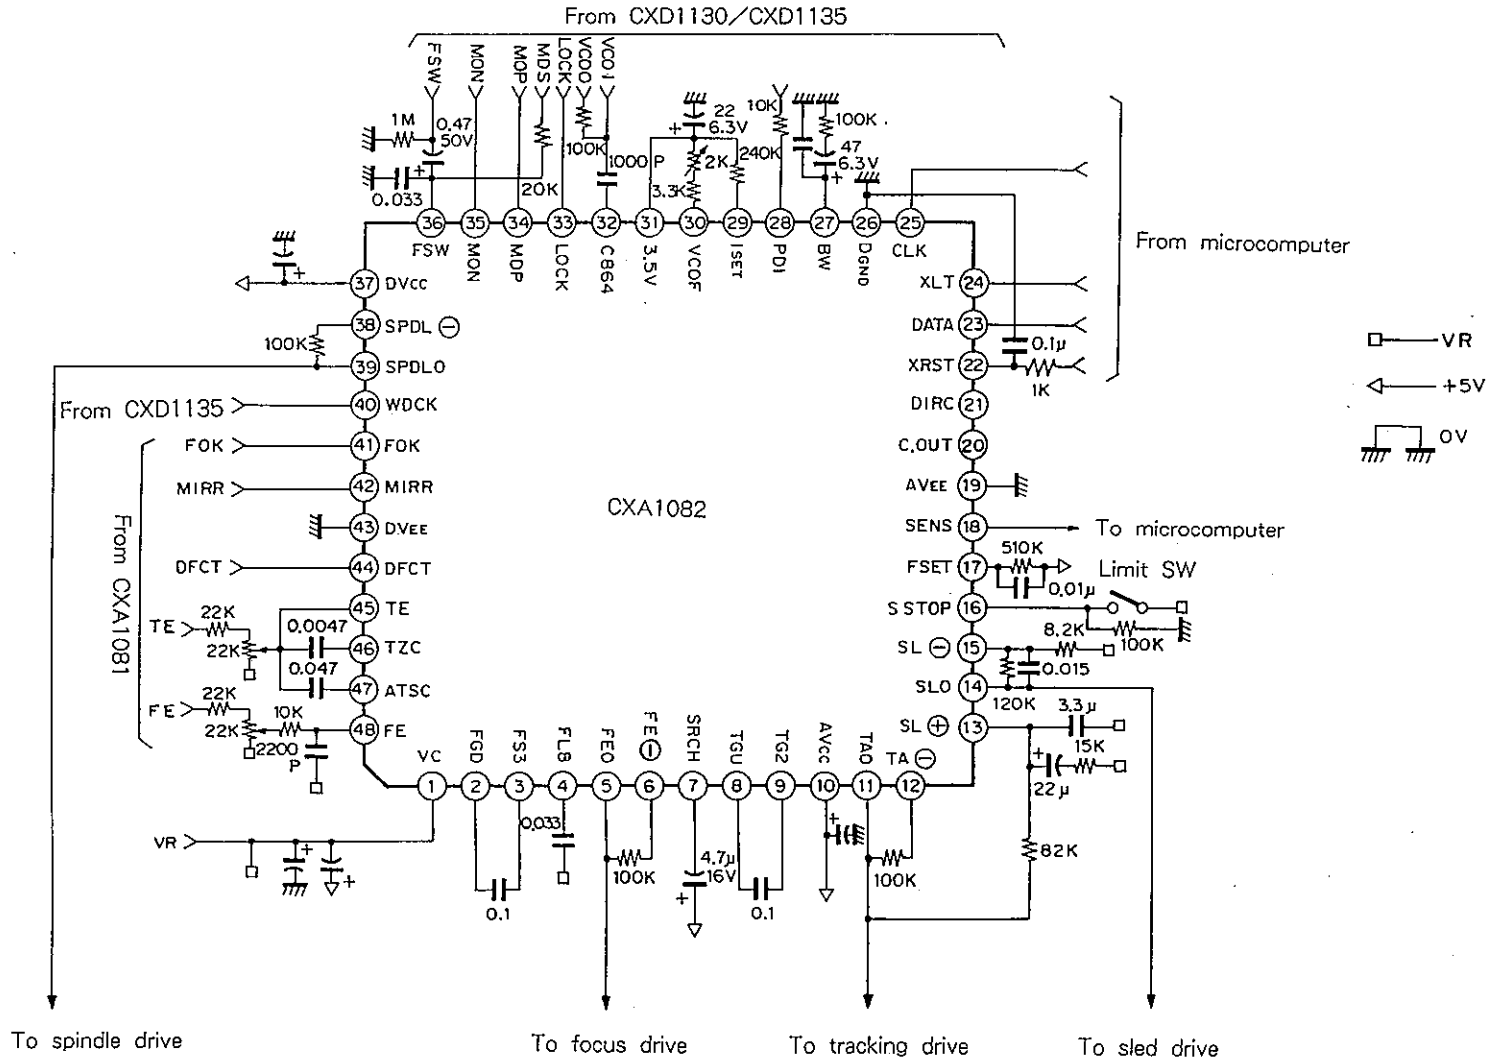 From CXD1130/CXD1135
FSW
MON
MOP
MDS
LOCK
VCOO
VCO1
1M
0.47
50V
0.033
20K
100K
1000P
22
6.3V
2K
3.3K
240K
10K
100K
47
6.3V
36 35 34 33 32 31 30 29 28 27 26 25
FSW
MON
MOP
LOCK
C864
3.5V
VCOF
ISET
PDI
BW
DGND
CLK
From microcomputer
37 DVCC
38 SPDL ⊖
100K
39 SPDLO
From CXD1135
40 WDCK
FOK
41 FOK
MIRR
42 MIRR
43 DVEE
DFCT
44 DFCT
45 TE
TE
22K
22K
0.0047
46 TZC
0.047
47 ATSC
From CXA1081
FE
22K
22K
10K
2200
P
48 FE
CXA1082
XLT 24
DATA 23
0.1μ
XRST 22
1K
DIRC 21
C.OUT 20
AVEE 19
SENS 18
To microcomputer
510K
FSET 17
0.01μ
Limit SW
S STOP 16
100K
8.2K
SL ⊖ 15
0.015
SLO 14
120K
3.3μ
SL ⊕ 13
15K
22μ
82K
VR
+5V
0V
VC
FGD
FS3
FLB
FEO
FE⊖
SRCH
TGU
TG2
AVCC
TAO
TA⊖
1 2 3 4 5 6 7 8 9 10 11 12
VR
0.033
0.1
100K
4.7μ
16V
0.1
100K
To spindle drive
To focus drive
To tracking drive
To sled drive